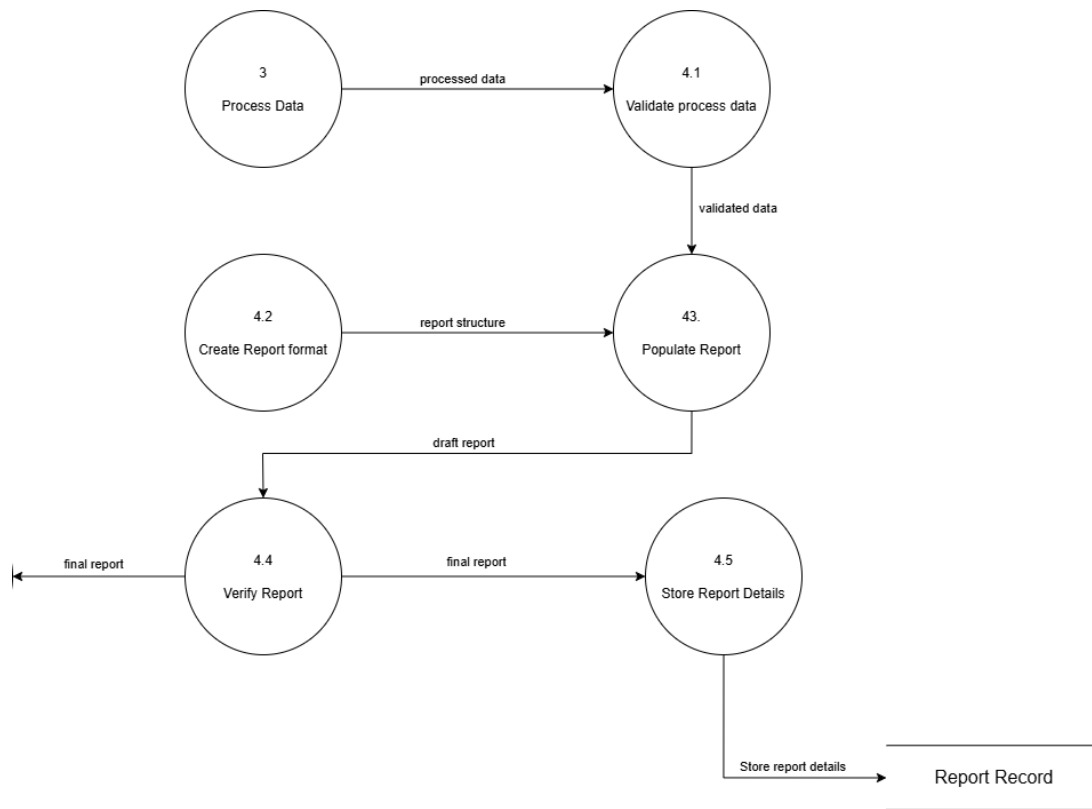 3
Process Data
processed data
4.1
Validate process data
validated data
4.2
Create Report format
report structure
43.
Populate Report
draft report
final report
4.4
Verify Report
final report
4.5
Store Report Details
Store report details
Report Record